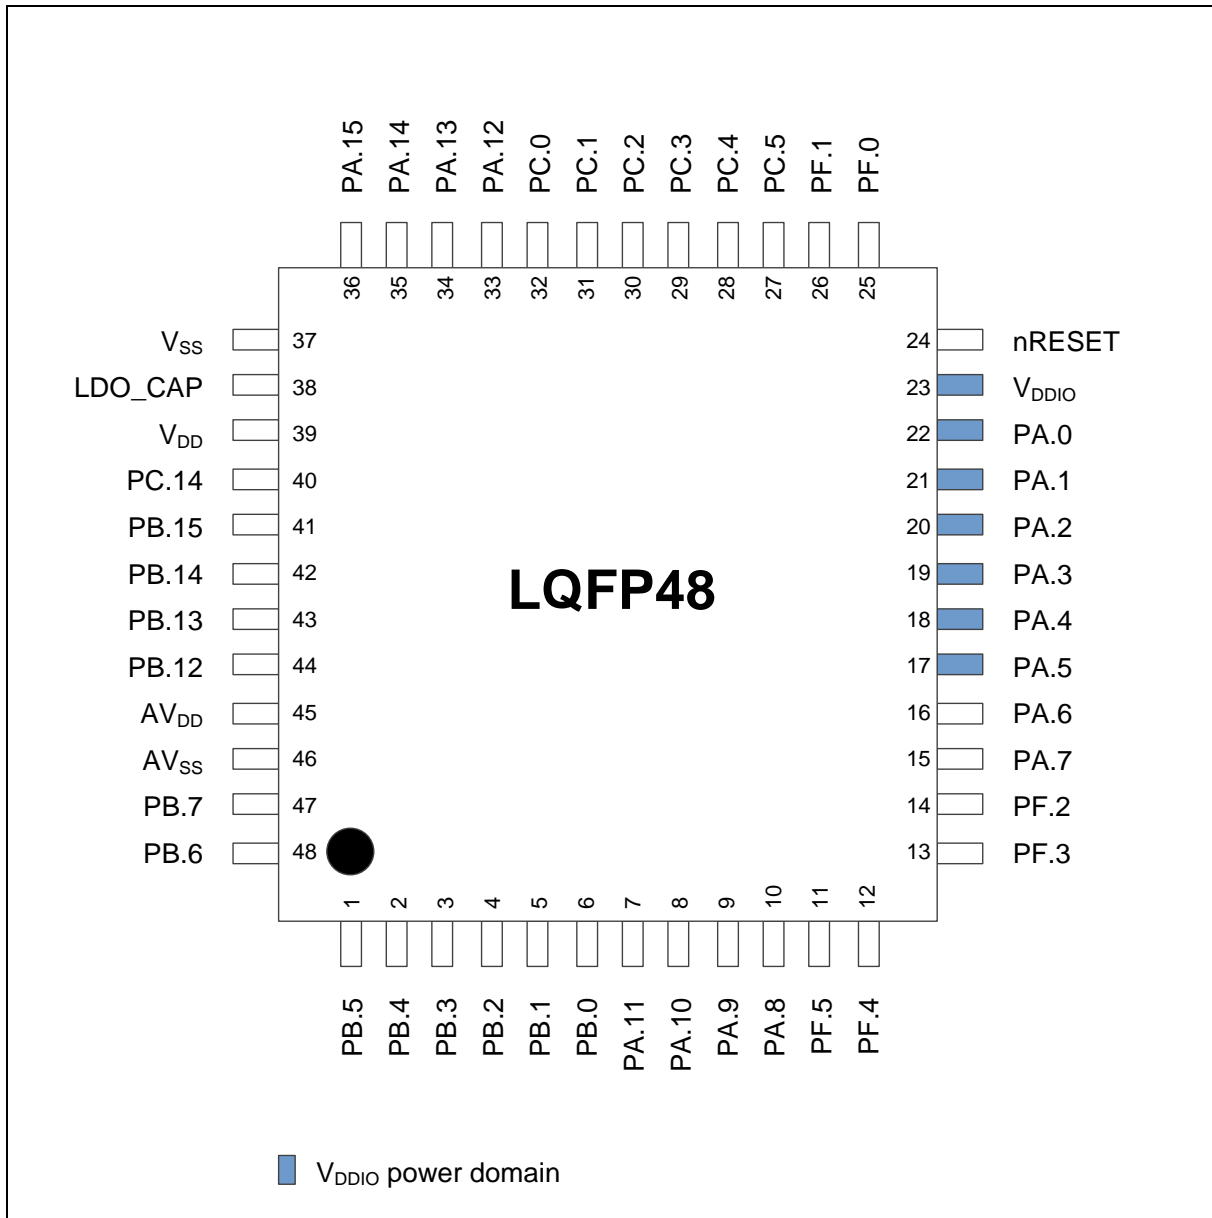 PA.15
PA.14
PA.13
PA.12
PC.0
PC.1
PC.2
PC.3
PC.4
PC.5
PF.1
PF.0
36
35
34
33
32
31
30
29
28
27
26
25
VSS 37
24 nRESET
LDO_CAP 38
23 VDDIO
VDD 39
22 PA.0
PC.14 40
21 PA.1
PB.15 41
20 PA.2
PB.14 42
19 PA.3
LQFP48
PB.13 43
18 PA.4
PB.12 44
17 PA.5
AVDD 45
16 PA.6
AVSS 46
15 PA.7
PB.7 47
14 PF.2
PB.6 48
13 PF.3
1
2
3
4
5
6
7
8
9
10
11
12
PB.5
PB.4
PB.3
PB.2
PB.1
PB.0
PA.11
PA.10
PA.9
PA.8
PF.5
PF.4
VDDIO power domain